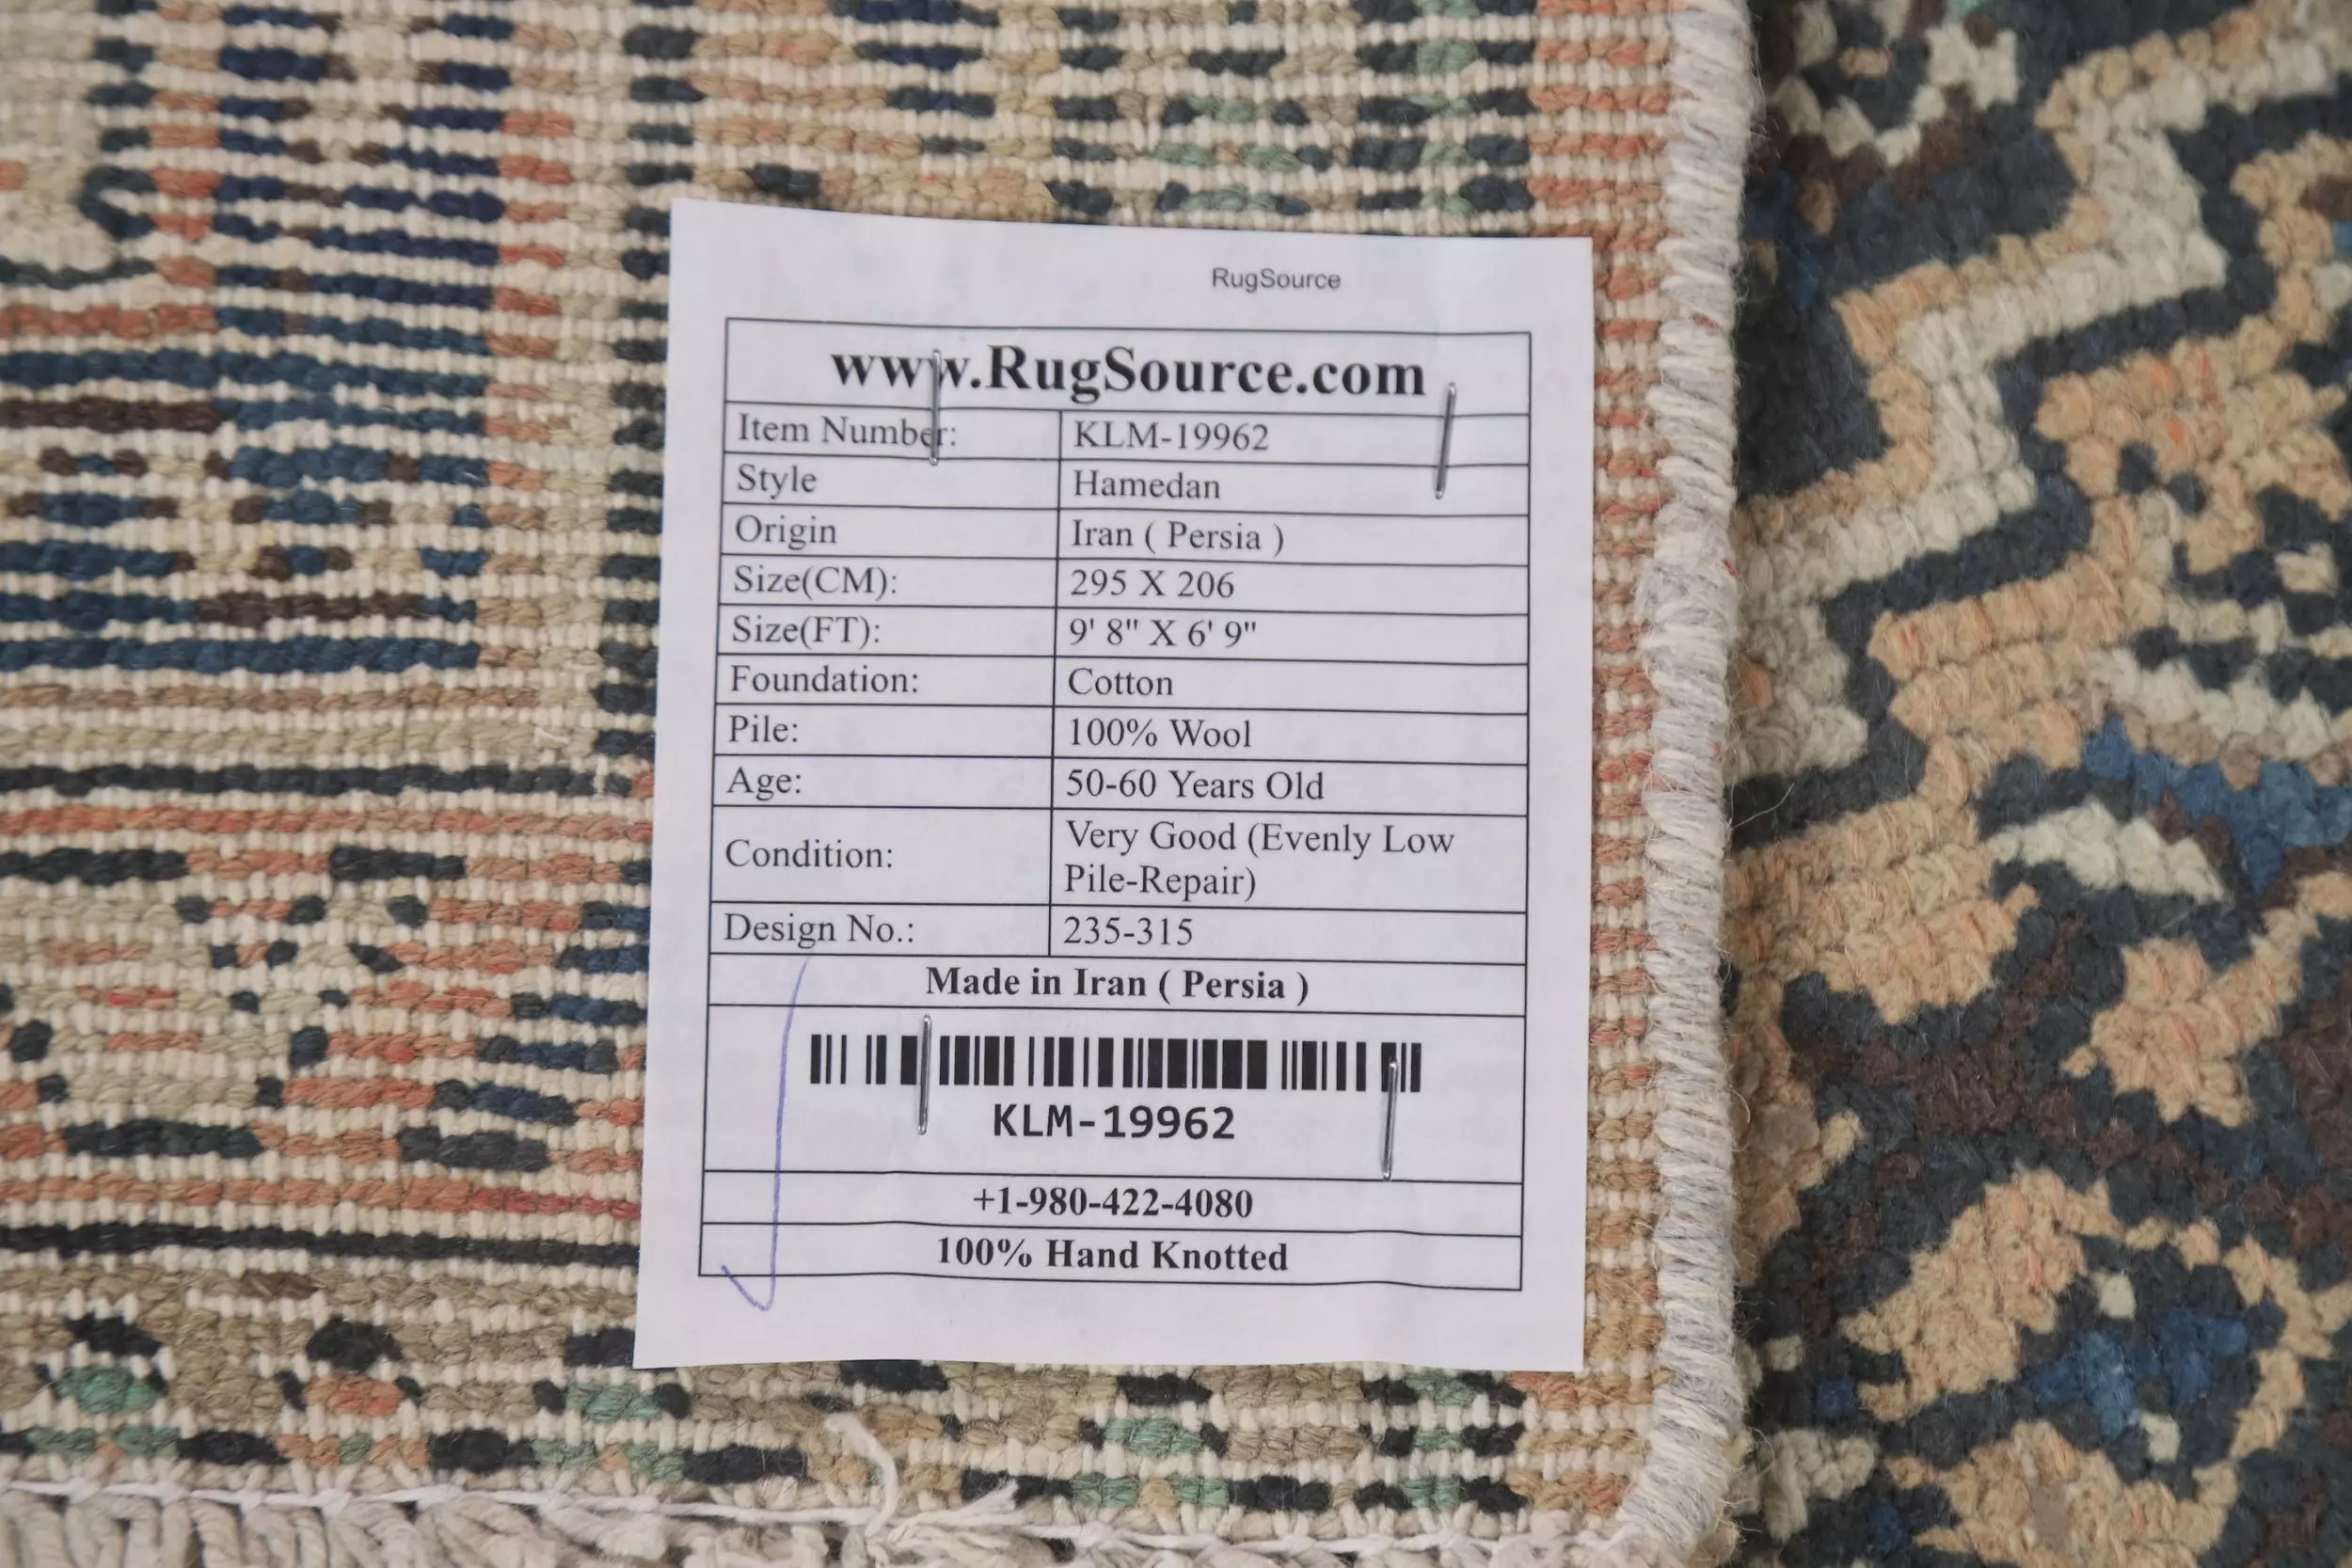 RugSource
www.RugSource.com
Item Number: KLM-19962
Style Hamedan
Origin Iran ( Persia )
Size(CM): 295 X 206
Size(FT): 9' 8" X 6' 9"
Foundation: Cotton
Pile: 100% Wool
Age: 50-60 Years Old
Condition: Very Good (Evenly Low
Pile-Repair)
Design No.: 235-315
Made in Iran ( Persia )
KLM-19962
+1-980-422-4080
100% Hand Knotted